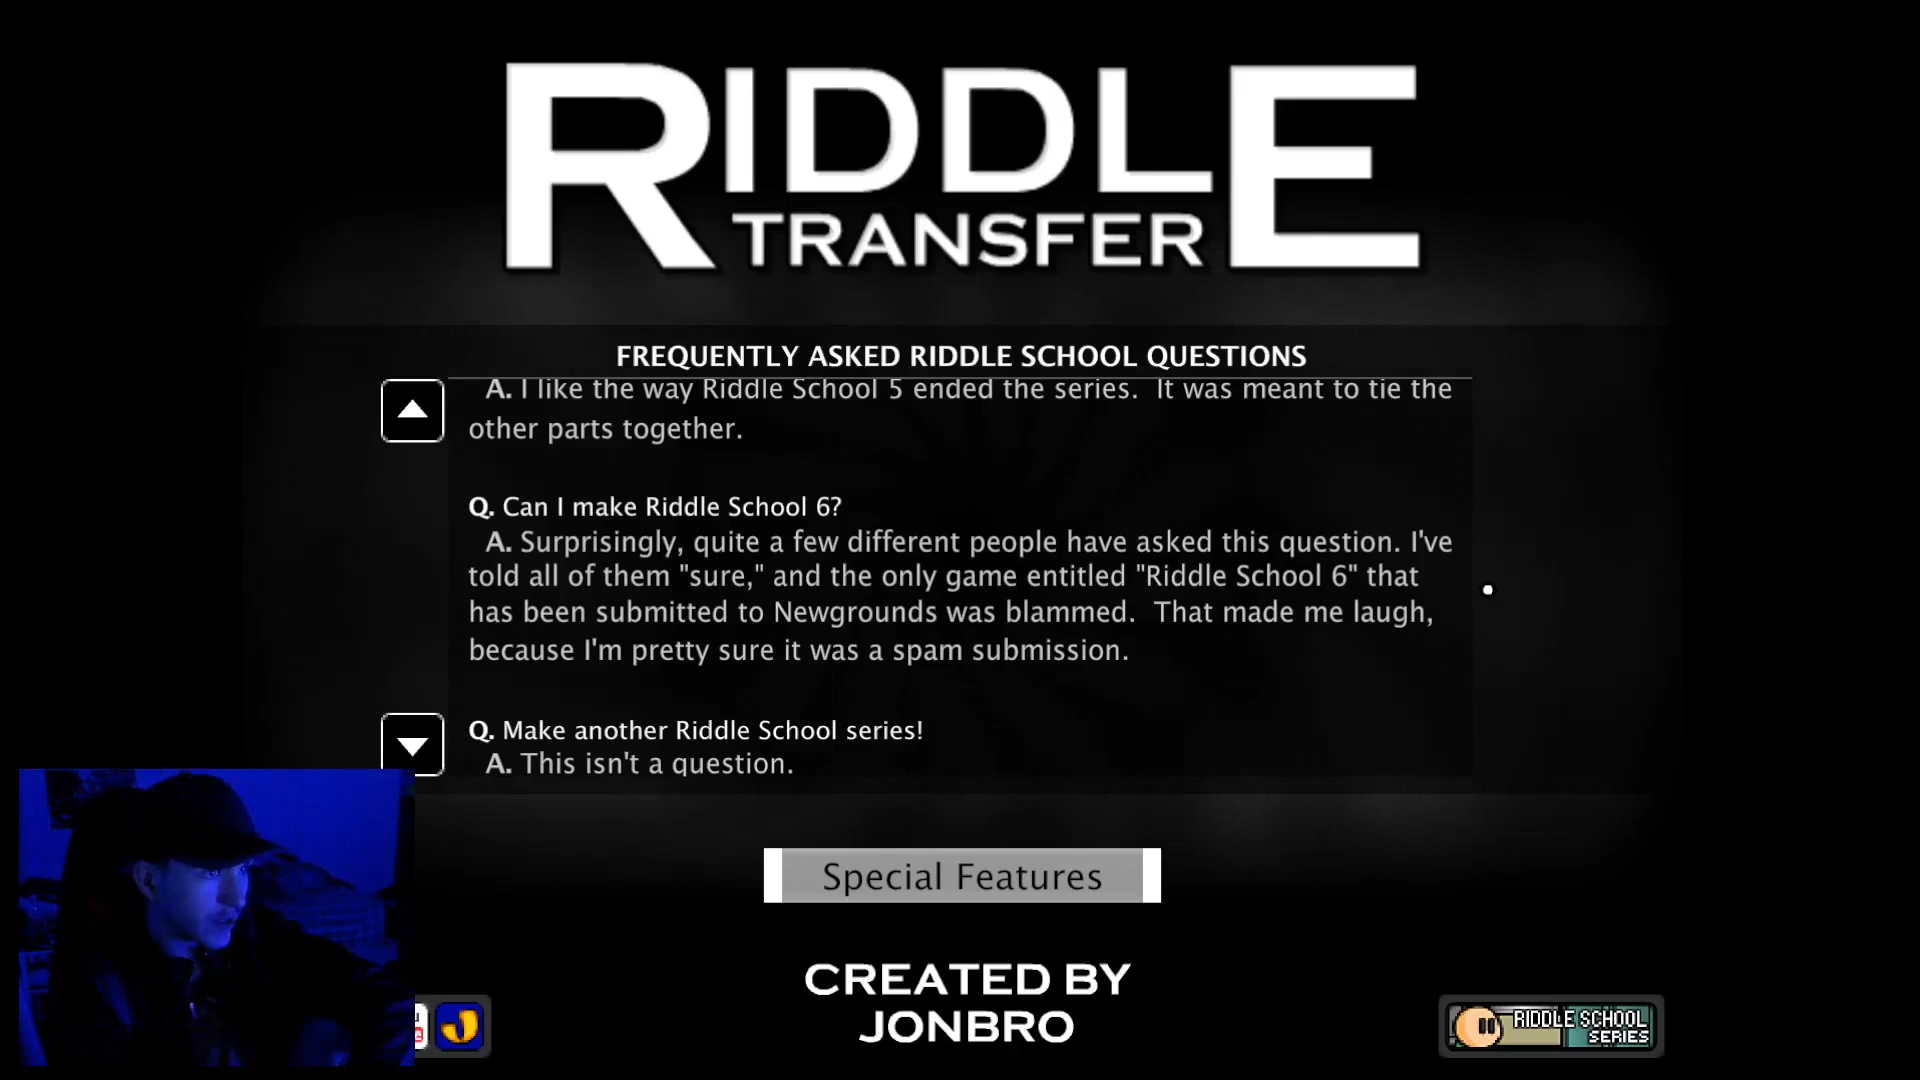 RIDDLE
TRANSFER
FREQUENTLY ASKED RIDDLE SCHOOL QUESTIONS
A. I like the way Riddle School 5 ended the series.  It was meant to tie the
other parts together.
Q. Can I make Riddle School 6?
A. Surprisingly, quite a few different people have asked this question. I've
told all of them "sure," and the only game entitled "Riddle School 6" that
has been submitted to Newgrounds was blammed.  That made me laugh,
because I'm pretty sure it was a spam submission.
Q. Make another Riddle School series!
A. This isn't a question.
Special Features
CREATED BY
JONBRO
J
RIDDLE SCHOOL
SERIES